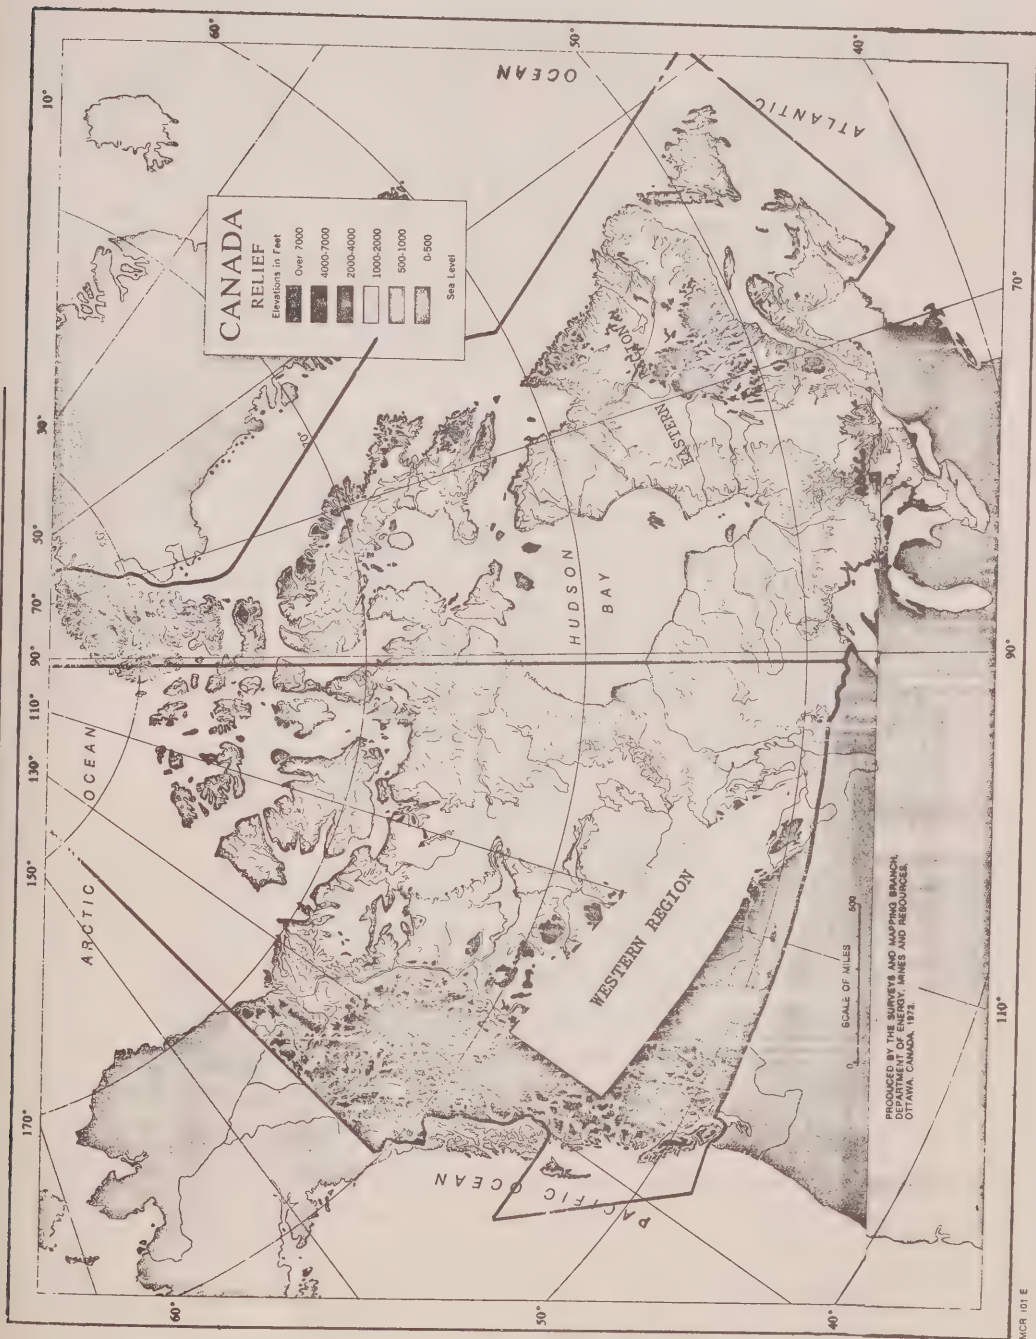 CANADA
RELIEF
Elevations in Feet
Over 7000
4000-7000
2000-4000
1000-2000
500-1000
0-500
Sea Level
ARCTIC OCEAN
ATLANTIC OCEAN
PACIFIC OCEAN
HUDSON
BAY
WESTERN REGION
EASTERN REGION
170°
150°
130°
110°
90°
70°
50°
30°
10°
60°
50°
40°
60°
50°
40°
110°
90°
70°
SCALE OF MILES
0 500
PRODUCED BY THE SURVEYS AND MAPPING BRANCH,
DEPARTMENT OF ENERGY, MINES AND RESOURCES,
OTTAWA, CANADA, 1972.
101 E